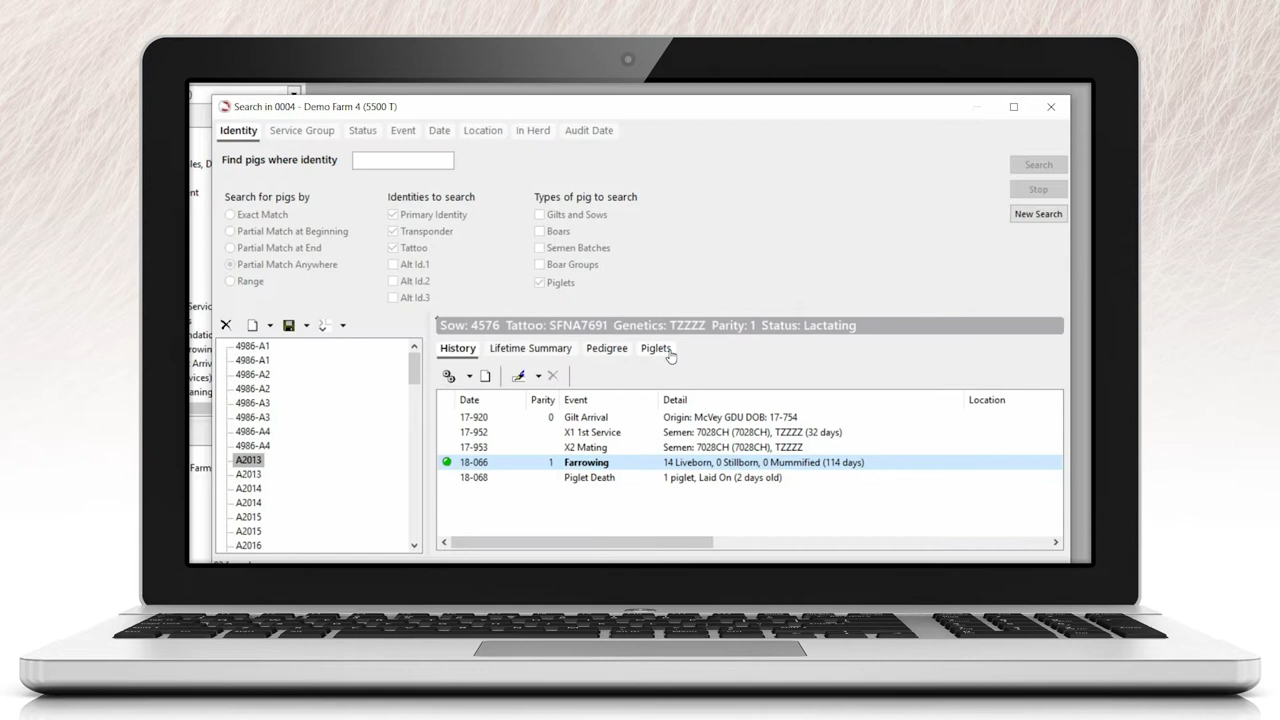 Search in 0004 - Demo Farm 4 (5500 T)
Identity Service Group Status Event Date Location In Herd Audit Date
Find pigs where identity
Search for pigs by
Exact Match
Partial Match at Beginning
Partial Match at End
Partial Match Anywhere
Range
Identities to search
Primary Identity
Transponder
Tattoo
Alt Id.1
Alt Id.2
Alt Id.3
Types of pig to search
Gilts and Sows
Boars
Semen Batches
Boar Groups
Piglets
Search
Stop
New Search
4986-A1
4986-A1
4986-A2
4986-A2
4986-A3
4986-A3
4986-A4
4986-A4
A2013
A2013
A2014
A2014
A2015
A2015
A2016
Sow: 4576 Tattoo: SFNA7691 Genetics: TZZZZ Parity: 1 Status: Lactating
History Lifetime Summary Pedigree Piglets
Date Parity Event Detail Location
17-920 0 Gilt Arrival Origin: McVey GDU DOB: 17-754
17-952 X1 1st Service Semen: 7028CH (7028CH), TZZZZ (32 days)
17-953 X2 Mating Semen: 7028CH (7028CH), TZZZZ
18-066 1 Farrowing 14 Liveborn, 0 Stillborn, 0 Mummified (114 days)
18-068 Piglet Death 1 piglet, Laid On (2 days old)
Farm